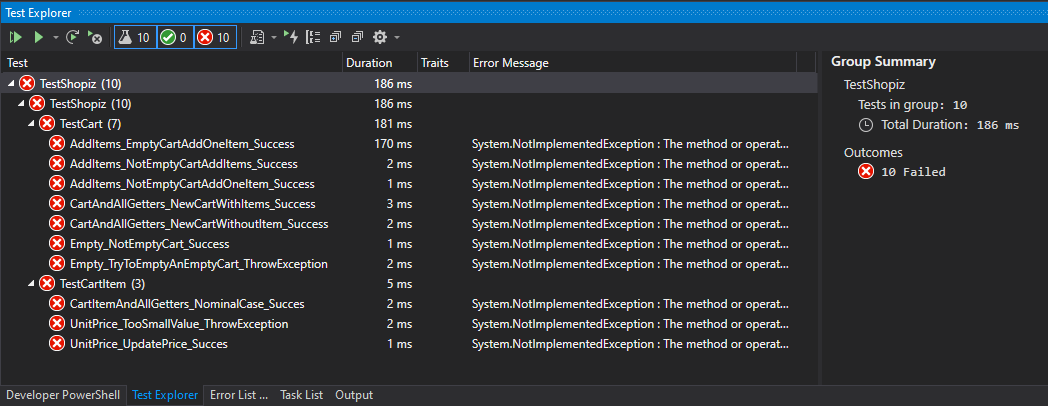 Test Explorer
10 0 10
Test Duration Traits Error Message
TestShopiz (10) 186 ms
TestShopiz (10) 186 ms
TestCart (7) 181 ms
AddItems_EmptyCartAddOneItem_Success 170 ms System.NotImplementedException : The method or operat...
AddItems_NotEmptyCartAddItems_Success 2 ms System.NotImplementedException : The method or operat...
AddItems_NotEmptyCartAddOneItem_Success 1 ms System.NotImplementedException : The method or operat...
CartAndAllGetters_NewCartWithItems_Success 3 ms System.NotImplementedException : The method or operat...
CartAndAllGetters_NewCartWithoutItem_Success 2 ms System.NotImplementedException : The method or operat...
Empty_NotEmptyCart_Success 1 ms System.NotImplementedException : The method or operat...
Empty_TryToEmptyAnEmptyCart_ThrowException 2 ms System.NotImplementedException : The method or operat...
TestCartItem (3) 5 ms
CartItemAndAllGetters_NominalCase_Succes 2 ms System.NotImplementedException : The method or operat...
UnitPrice_TooSmallValue_ThrowException 2 ms System.NotImplementedException : The method or operat...
UnitPrice_UpdatePrice_Succes 1 ms System.NotImplementedException : The method or operat...
Group Summary
TestShopiz
Tests in group: 10
Total Duration: 186 ms
Outcomes
10 Failed
Developer PowerShell Test Explorer Error List ... Task List Output